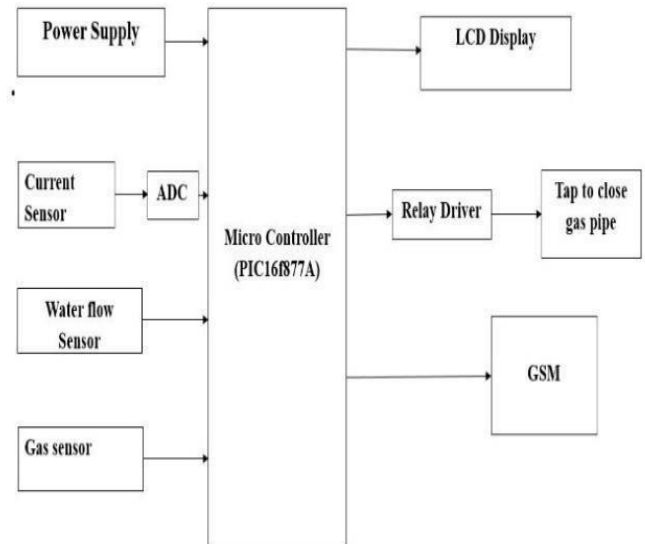 Power Supply
LCD Display
Current
Sensor
ADC
Relay Driver
Tap to close
gas pipe
Micro Controller
(PIC16f877A)
Water flow
Sensor
GSM
Gas sensor